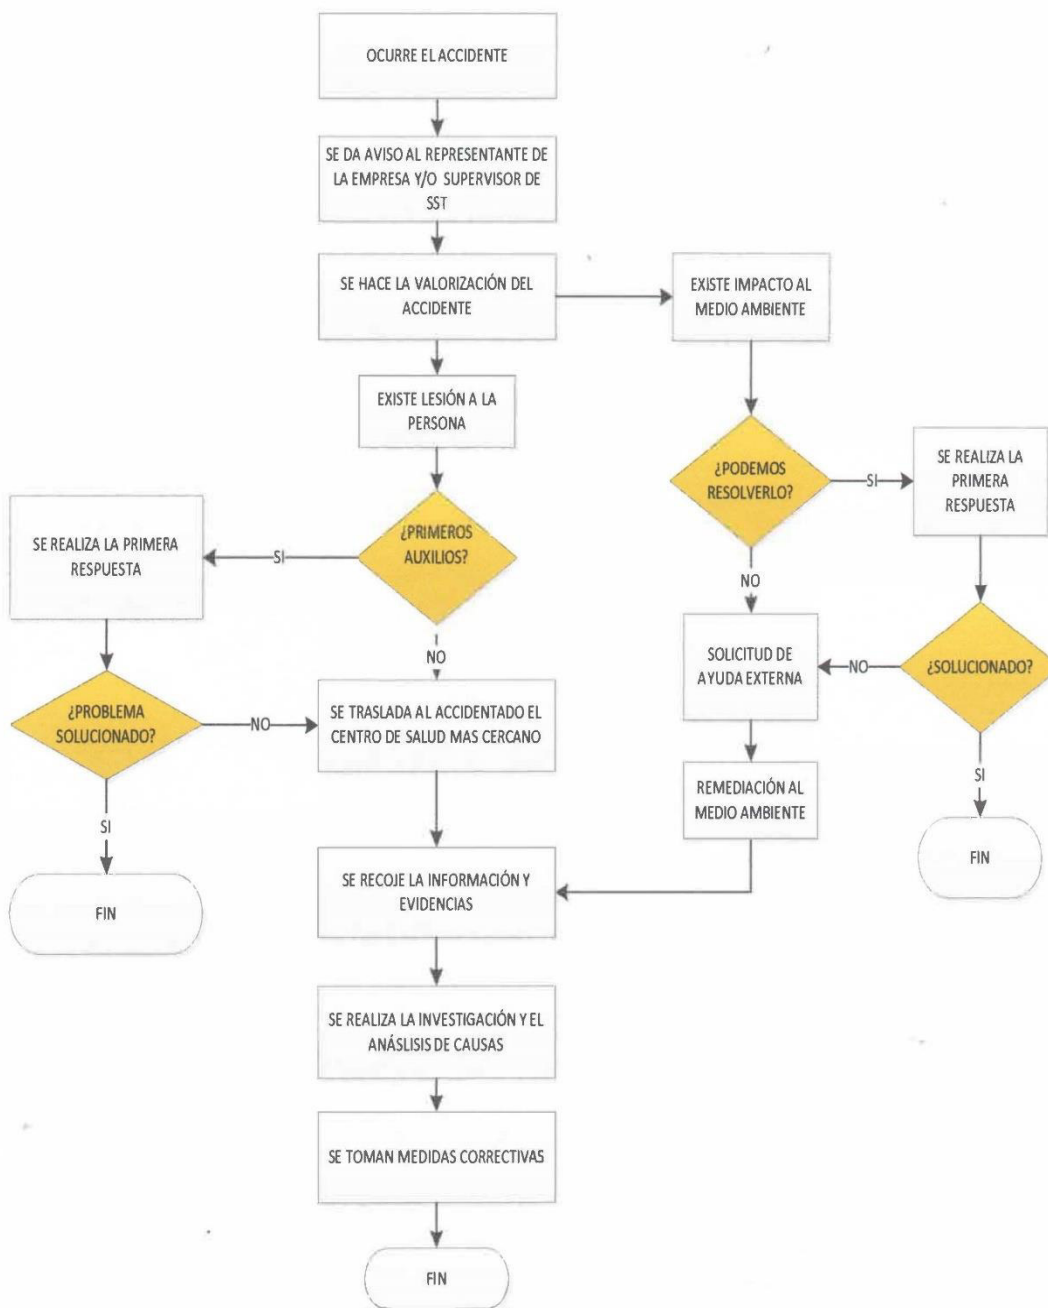 OCURRE EL ACCIDENTE
SE DA AVISO AL REPRESENTANTE DE
LA EMPRESA Y/O SUPERVISOR DE
SST
SE HACE LA VALORIZACIÓN DEL
ACCIDENTE
EXISTE IMPACTO AL
MEDIO AMBIENTE
EXISTE LESIÓN A LA
PERSONA
¿PODEMOS
RESOLVERLO?
SI
SE REALIZA LA
PRIMERA
RESPUESTA
¿PRIMEROS
AUXILIOS?
SI
SE REALIZA LA PRIMERA
RESPUESTA
NO
NO
SOLICITUD DE
AYUDA EXTERNA
NO
¿SOLUCIONADO?
¿PROBLEMA
SOLUCIONADO?
NO
SE TRASLADA AL ACCIDENTADO EL
CENTRO DE SALUD MAS CERCANO
REMEDIACIÓN AL
MEDIO AMBIENTE
SI
SI
FIN
SE RECOJE LA INFORMACIÓN Y
EVIDENCIAS
FIN
SE REALIZA LA INVESTIGACIÓN Y EL
ANÁSLISIS DE CAUSAS
SE TOMAN MEDIDAS CORRECTIVAS
FIN